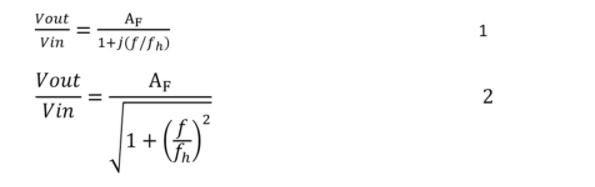 Vout/Vin = A_F/(1+j(f/f_h)) 1
Vout/Vin = A_F/√(1 + (f/f_h)²) 2